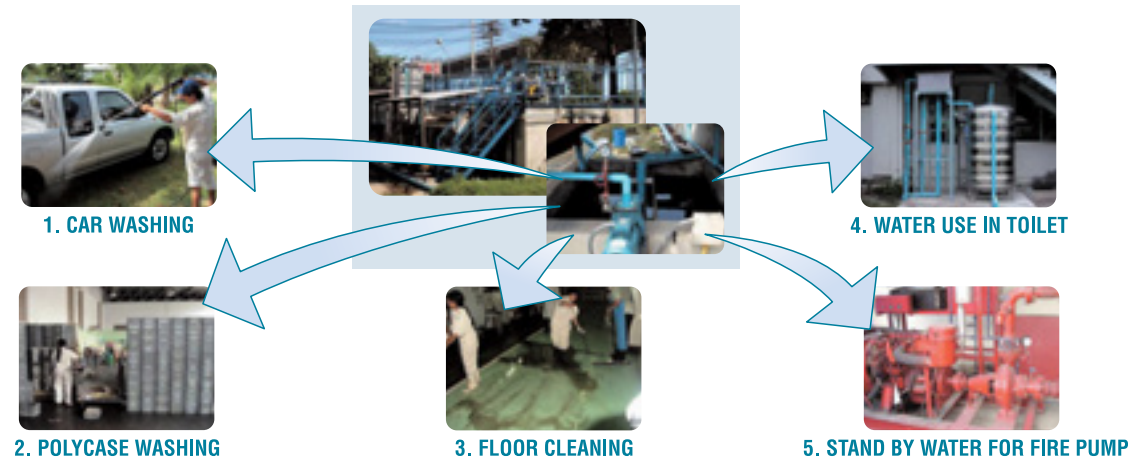 1. CAR WASHING
2. POLYCASE WASHING
3. FLOOR CLEANING
4. WATER USE IN TOILET
5. STAND BY WATER FOR FIRE PUMP